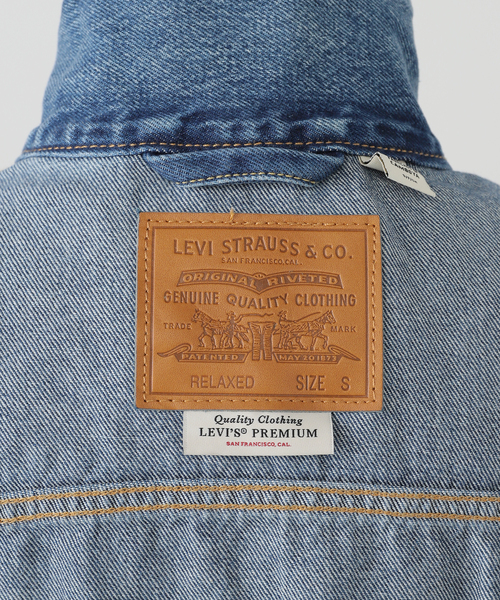 LEVI STRAUSS & CO.
SAN FRANCISCO, CAL.
ORIGINAL RIVETED
GENUINE QUALITY CLOTHING
TRADE MARK
PATENTED MAY 20 1873
RELAXED SIZE S
Quality Clothing
LEVI'S® PREMIUM
SAN FRANCISCO, CAL.